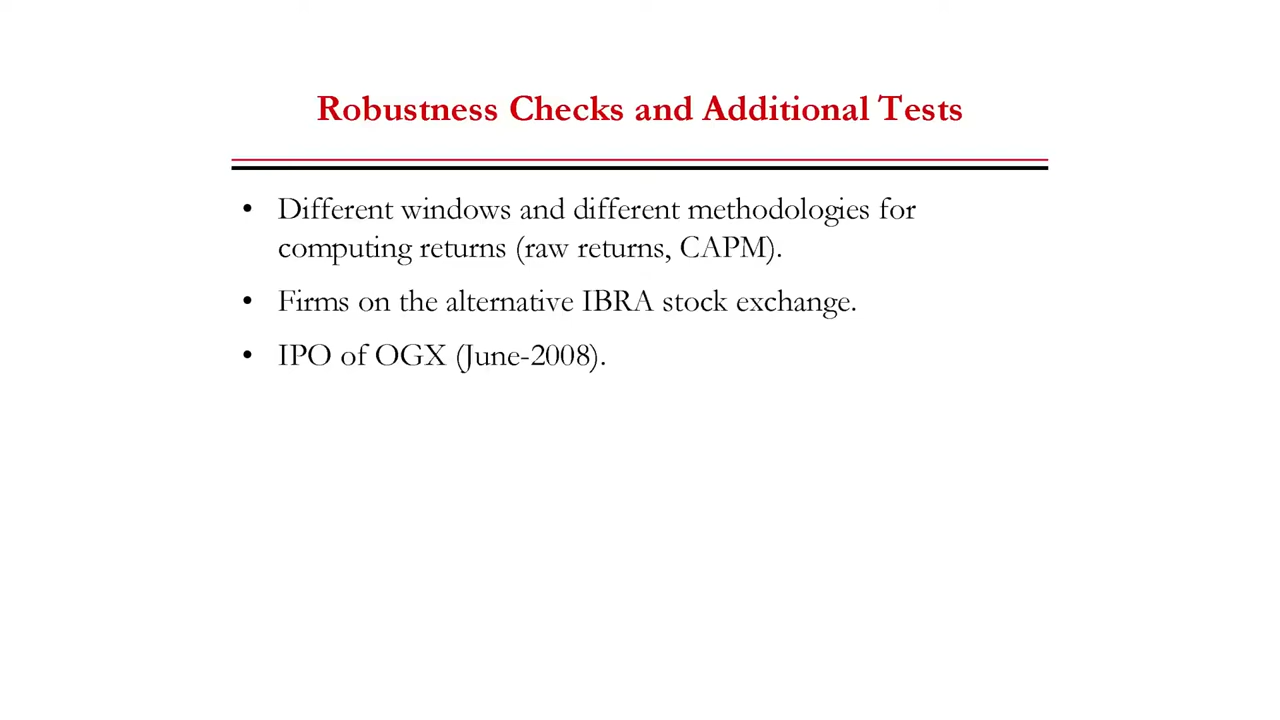 Robustness Checks and Additional Tests
• Different windows and different methodologies for
computing returns (raw returns, CAPM).
• Firms on the alternative IBRA stock exchange.
• IPO of OGX (June-2008).